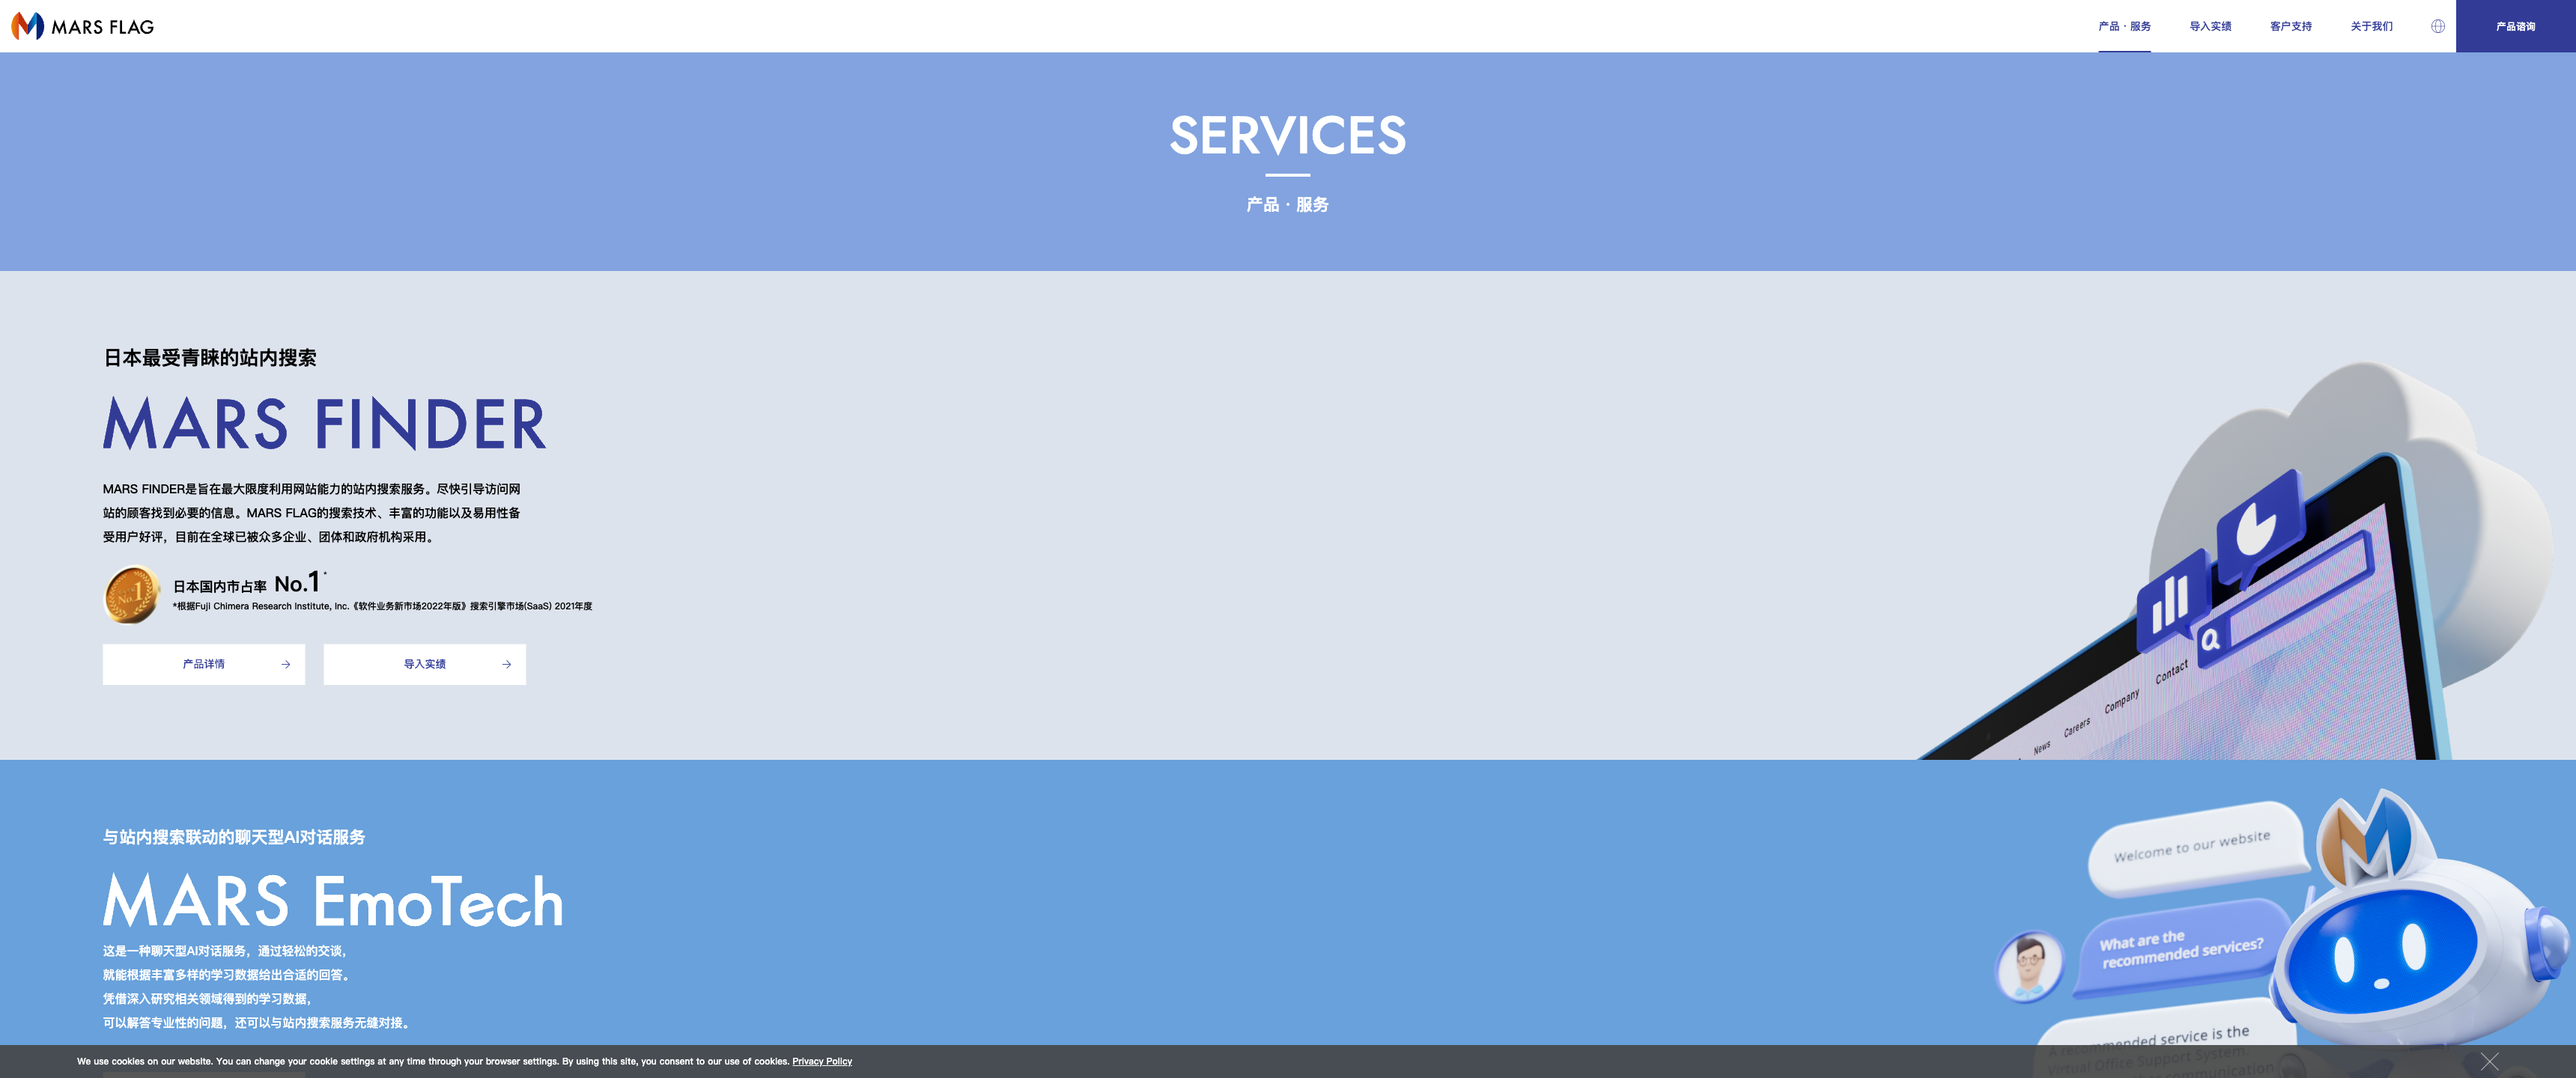 MARS FLAG
产品・服务
导入实绩
客户支持
关于我们
产品谘询
SERVICES
产品・服务
日本最受青睐的站内搜索
MARS FINDER
MARS FINDER是旨在最大限度利用网站能力的站内搜索服务。尽快引导访问网
站的顾客找到必要的信息。MARS FLAG的搜索技术、丰富的功能以及易用性备
受用户好评，目前在全球已被众多企业、团体和政府机构采用。
No.1
日本国内市占率 No.1*
*根据Fuji Chimera Research Institute, Inc.《软件业务新市场2022年版》搜索引擎市场(SaaS) 2021年度
产品详情
导入实绩
News
Careers
Company
Contact
与站内搜索联动的聊天型AI对话服务
MARS EmoTech
这是一种聊天型AI对话服务，通过轻松的交谈，
就能根据丰富多样的学习数据给出合适的回答。
凭借深入研究相关领域得到的学习数据，
可以解答专业性的问题，还可以与站内搜索服务无缝对接。
Welcome to our website
What are the
recommended services?
A recommended service is the
Virtual Office Support System.
communication
We use cookies on our website. You can change your cookie settings at any time through your browser settings. By using this site, you consent to our use of cookies. Privacy Policy